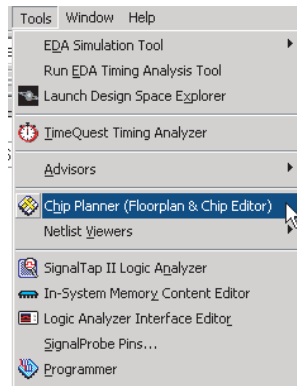 Tools Window Help
EDA Simulation Tool
Run EDA Timing Analysis Tool
Launch Design Space Explorer
TimeQuest Timing Analyzer
Advisors
Chip Planner (Floorplan & Chip Editor)
Netlist Viewers
SignalTap II Logic Analyzer
In-System Memory Content Editor
Logic Analyzer Interface Editor
SignalProbe Pins...
Programmer